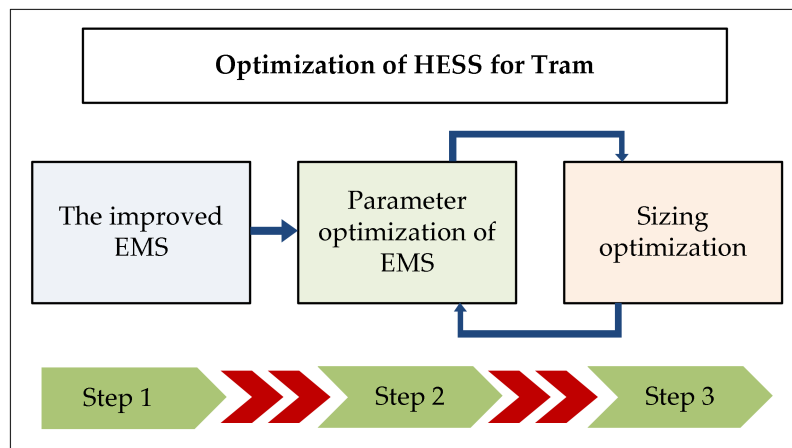 Optimization of HESS for Tram
The improved
EMS
Parameter
optimization of
EMS
Sizing
optimization
Step 1
Step 2
Step 3